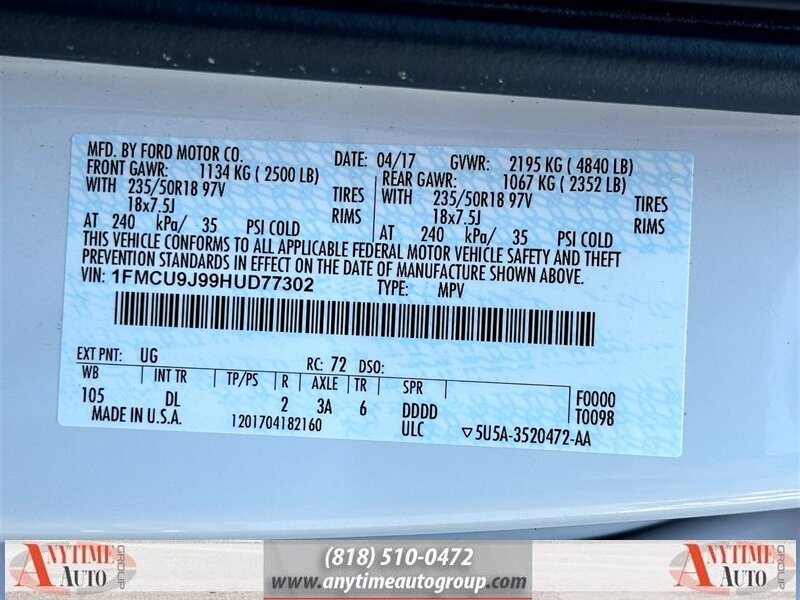 MFD. BY FORD MOTOR CO. DATE: 04/17 GVWR: 2195 KG ( 4840 LB)
FRONT GAWR: 1134 KG ( 2500 LB) REAR GAWR: 1067 KG ( 2352 LB)
WITH 235/50R18 97V TIRES WITH 235/50R18 97V TIRES
18x7.5J RIMS 18x7.5J RIMS
AT 240 kPa/ 35 PSI COLD AT 240 kPa/ 35 PSI COLD
THIS VEHICLE CONFORMS TO ALL APPLICABLE FEDERAL MOTOR VEHICLE SAFETY AND THEFT
PREVENTION STANDARDS IN EFFECT ON THE DATE OF MANUFACTURE SHOWN ABOVE.
VIN: 1FMCU9J99HUD77302 TYPE: MPV
EXT PNT: UG RC: 72 DSO:
WB INT TR TP/PS R AXLE TR SPR F0000
105 DL 2 3A 6 DDDD T0098
MADE IN U.S.A. 1201704182160 ULC ▽5U5A-3520472-AA
ANYTIME AUTO GROUP
(818) 510-0472
www.anytimeautogroup.com
ANYTIME AUTO GROUP